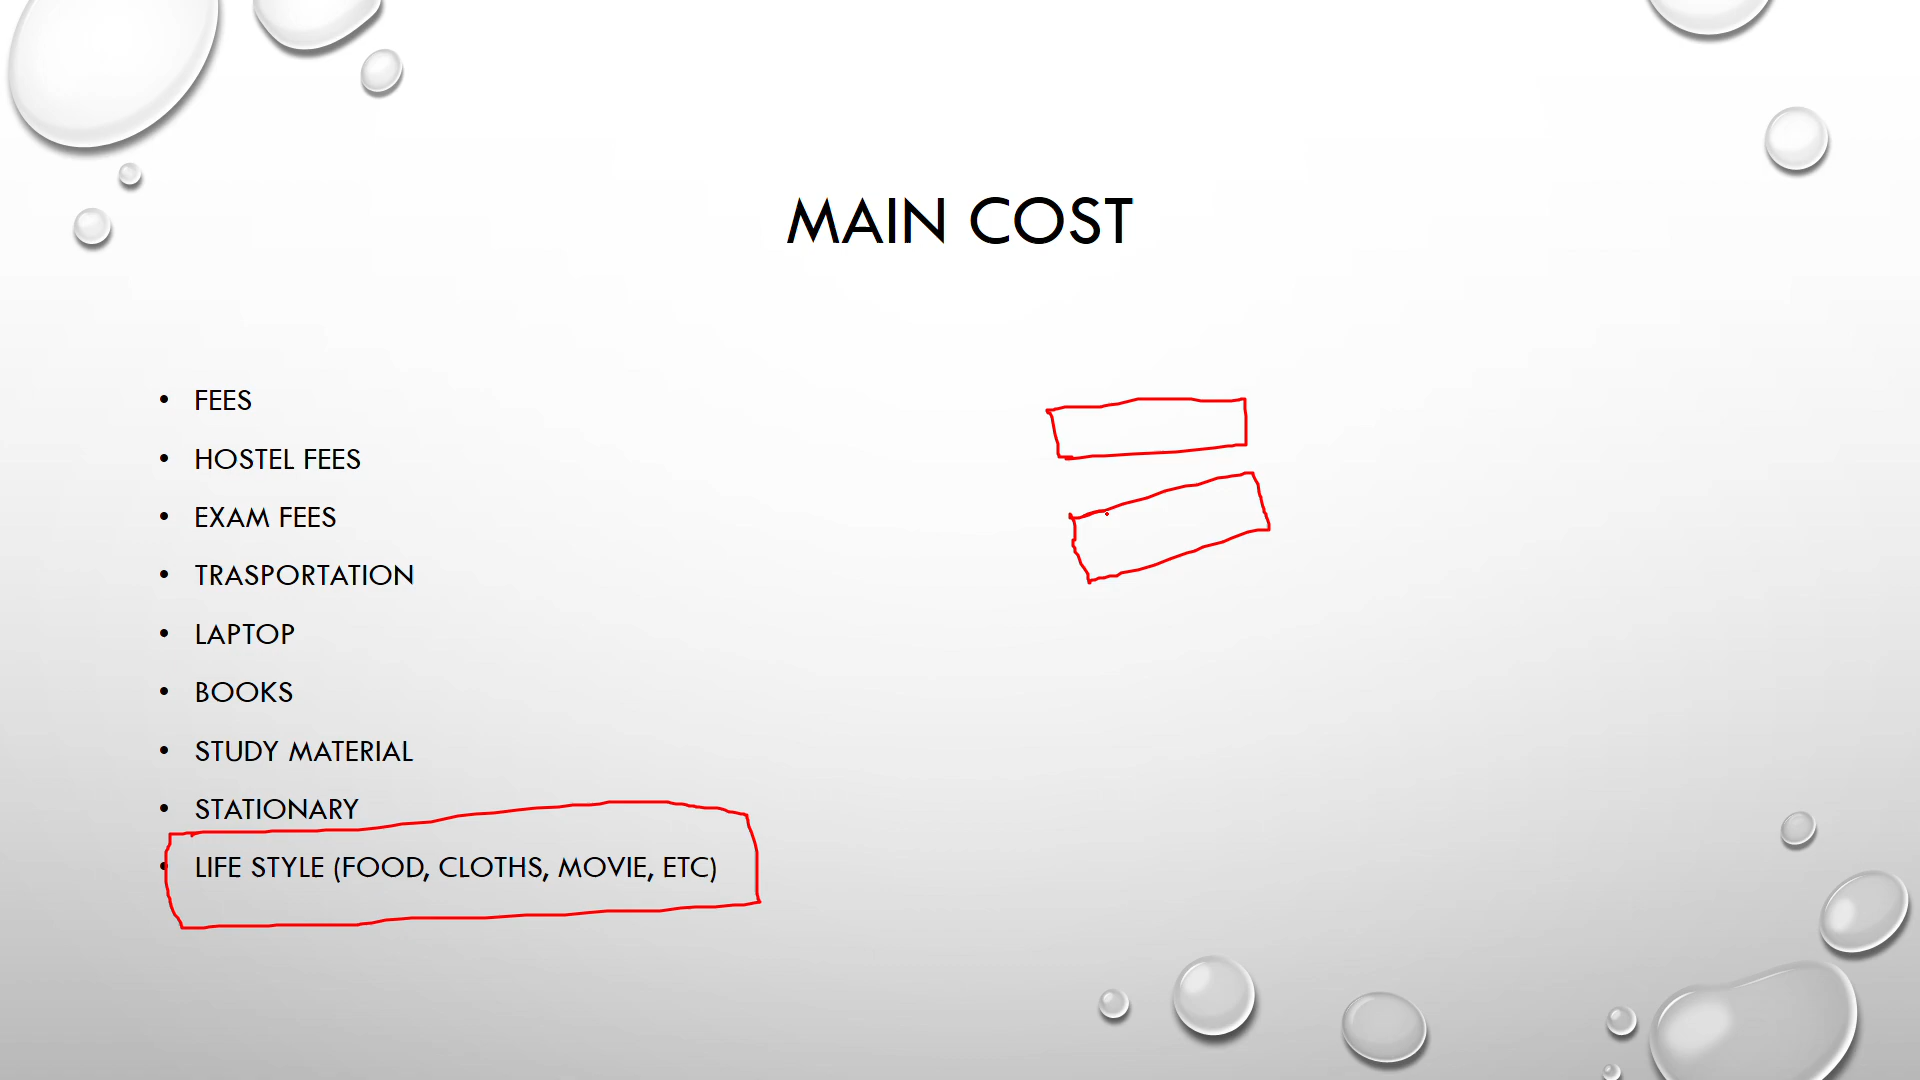 MAIN COST
• FEES
• HOSTEL FEES
• EXAM FEES
• TRASPORTATION
• LAPTOP
• BOOKS
• STUDY MATERIAL
• STATIONARY
• LIFE STYLE (FOOD, CLOTHS, MOVIE, ETC)